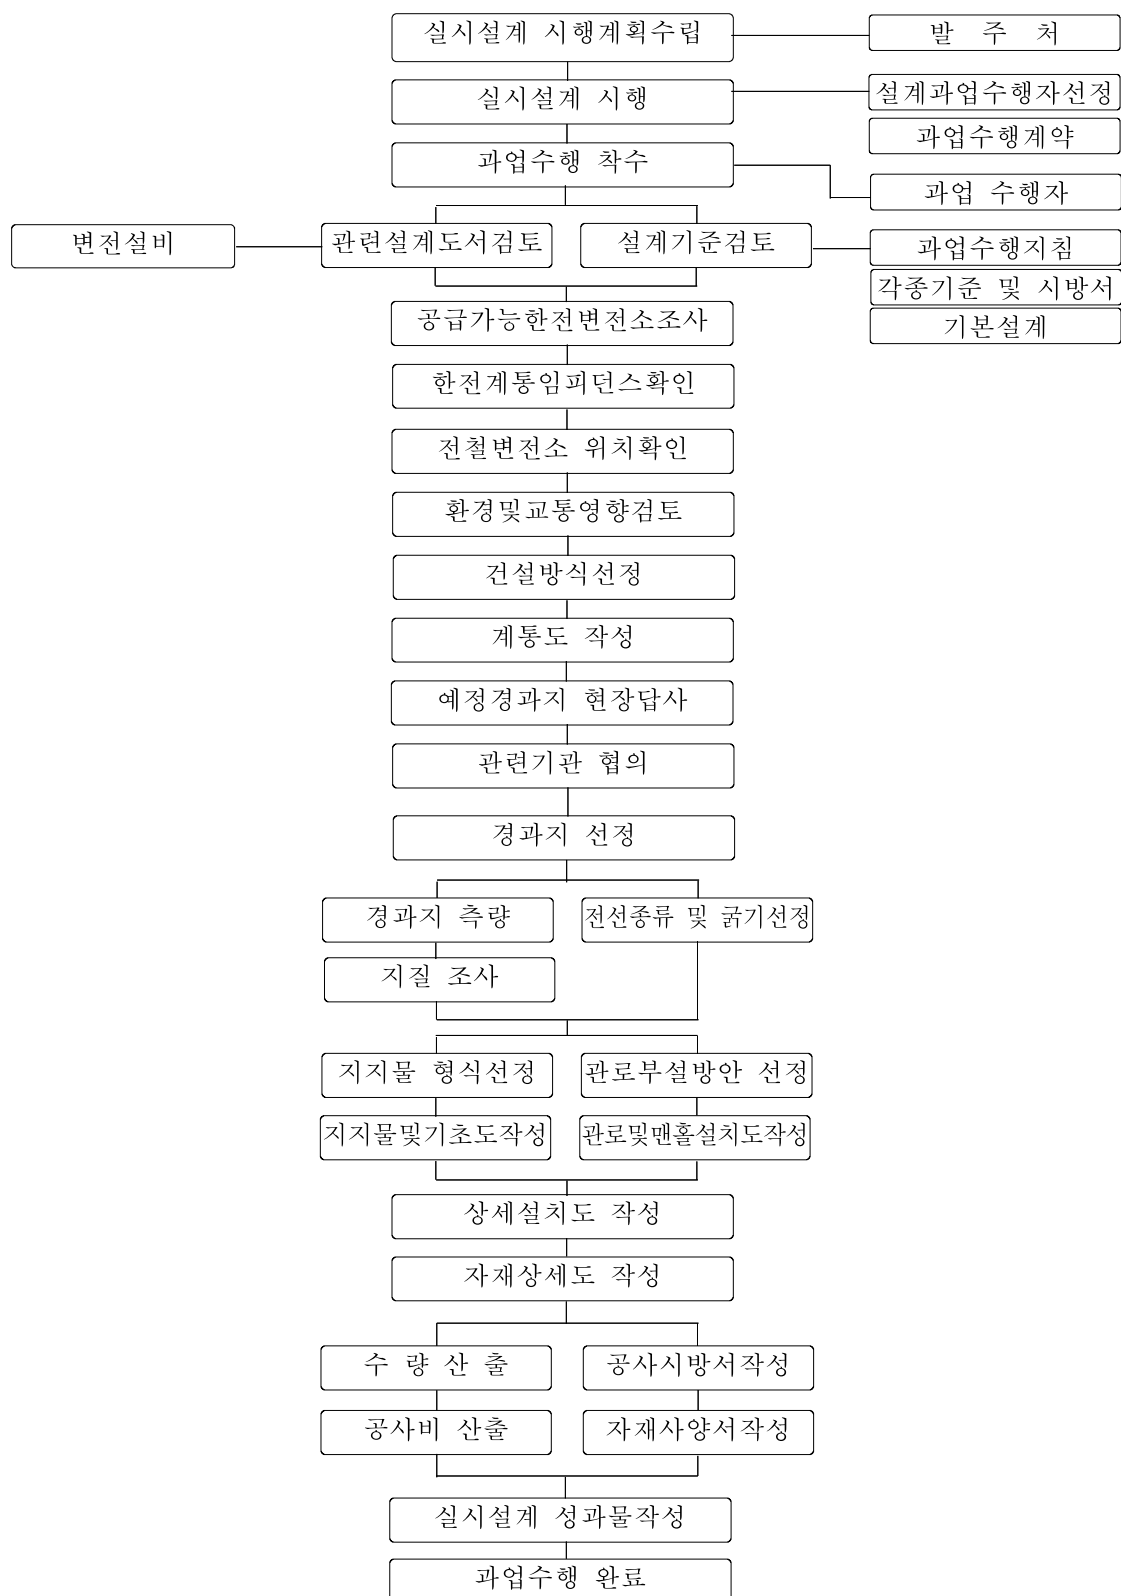 실시설계 시행계획수립
발 주 처
실시설계 시행
설계과업수행자선정
과업수행계약
과업수행 착수
과업 수행자
변전설비
관련설계도서검토
설계기준검토
과업수행지침
각종기준 및 시방서
기본설계
공급가능한전변전소조사
한전계통임피던스확인
전철변전소 위치확인
환경및교통영향검토
건설방식선정
계통도 작성
예정경과지 현장답사
관련기관 협의
경과지 선정
경과지 측량
전선종류 및 굵기선정
지질 조사
지지물 형식선정
관로부설방안 선정
지지물및기초도작성
관로및맨홀설치도작성
상세설치도 작성
자재상세도 작성
수 량 산 출
공사시방서작성
공사비 산출
자재사양서작성
실시설계 성과물작성
과업수행 완료